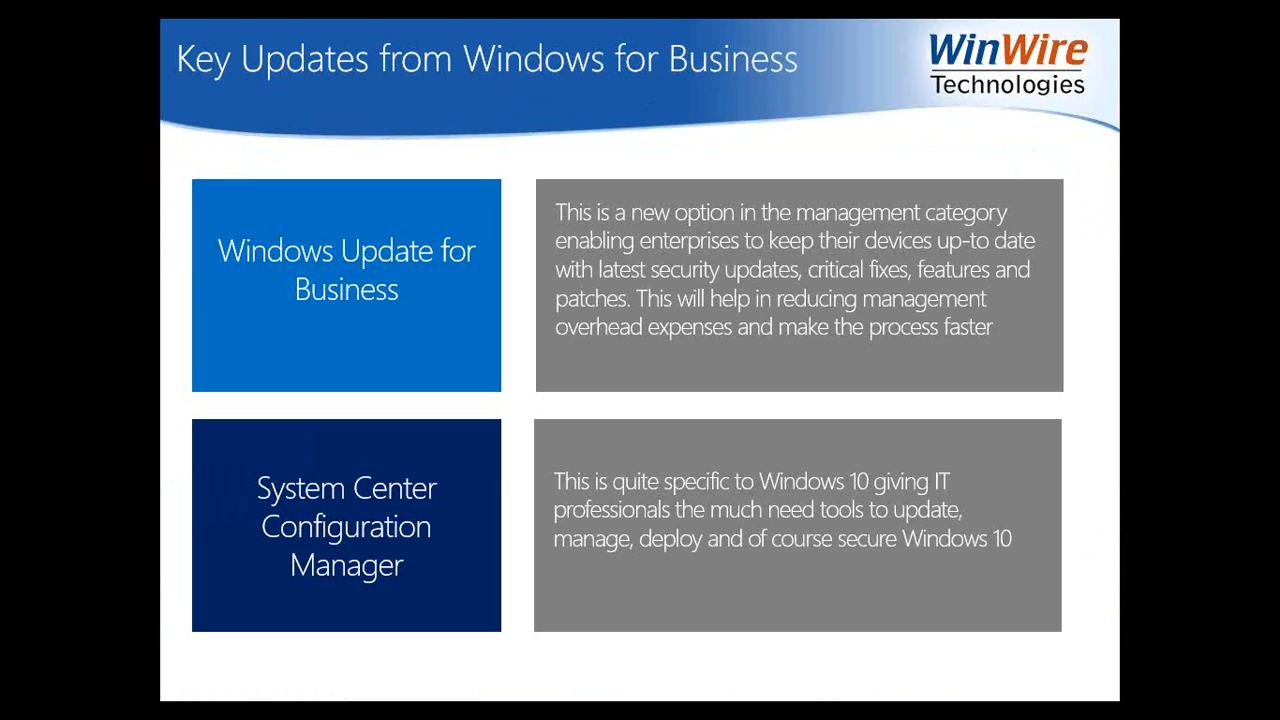 Key Updates from Windows for Business
WinWire
Technologies
Windows Update for
Business
This is a new option in the management category
enabling enterprises to keep their devices up-to date
with latest security updates, critical fixes, features and
patches. This will help in reducing management
overhead expenses and make the process faster
System Center
Configuration
Manager
This is quite specific to Windows 10 giving IT
professionals the much need tools to update,
manage, deploy and of course secure Windows 10